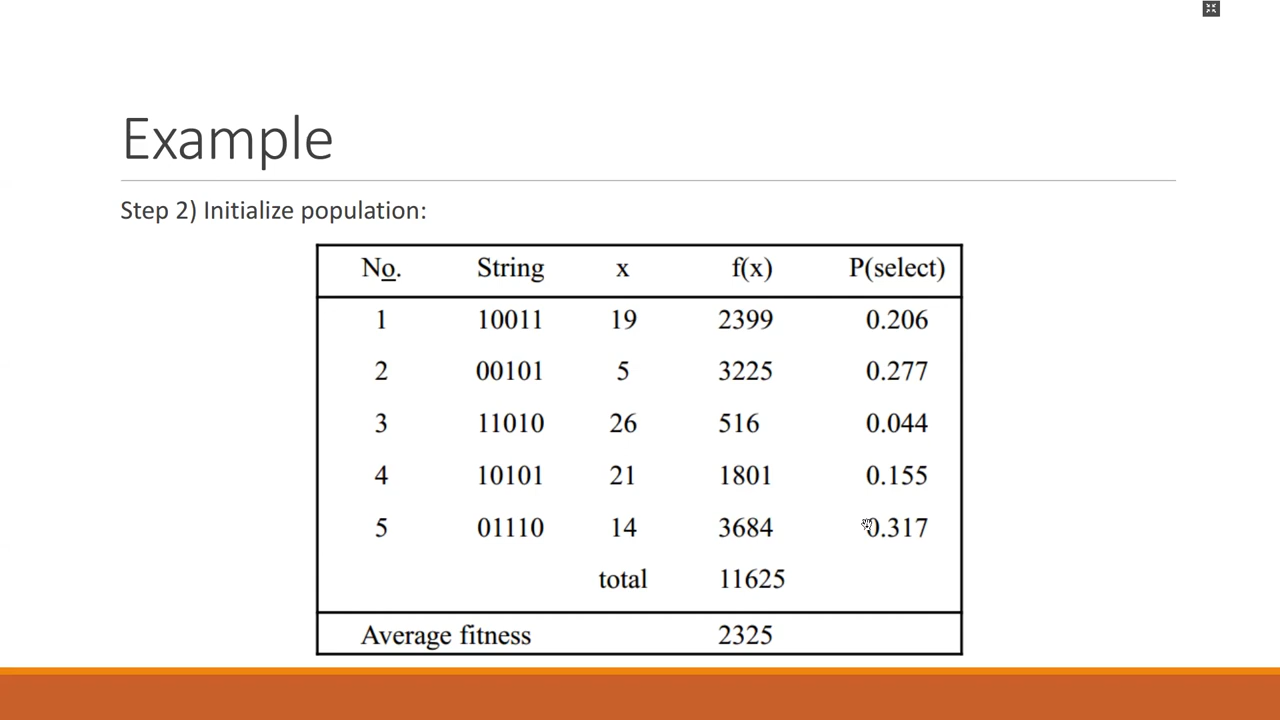 Example
Step 2) Initialize population:
No. String x f(x) P(select)
1 10011 19 2399 0.206
2 00101 5 3225 0.277
3 11010 26 516 0.044
4 10101 21 1801 0.155
5 01110 14 3684 0.317
total 11625
Average fitness 2325